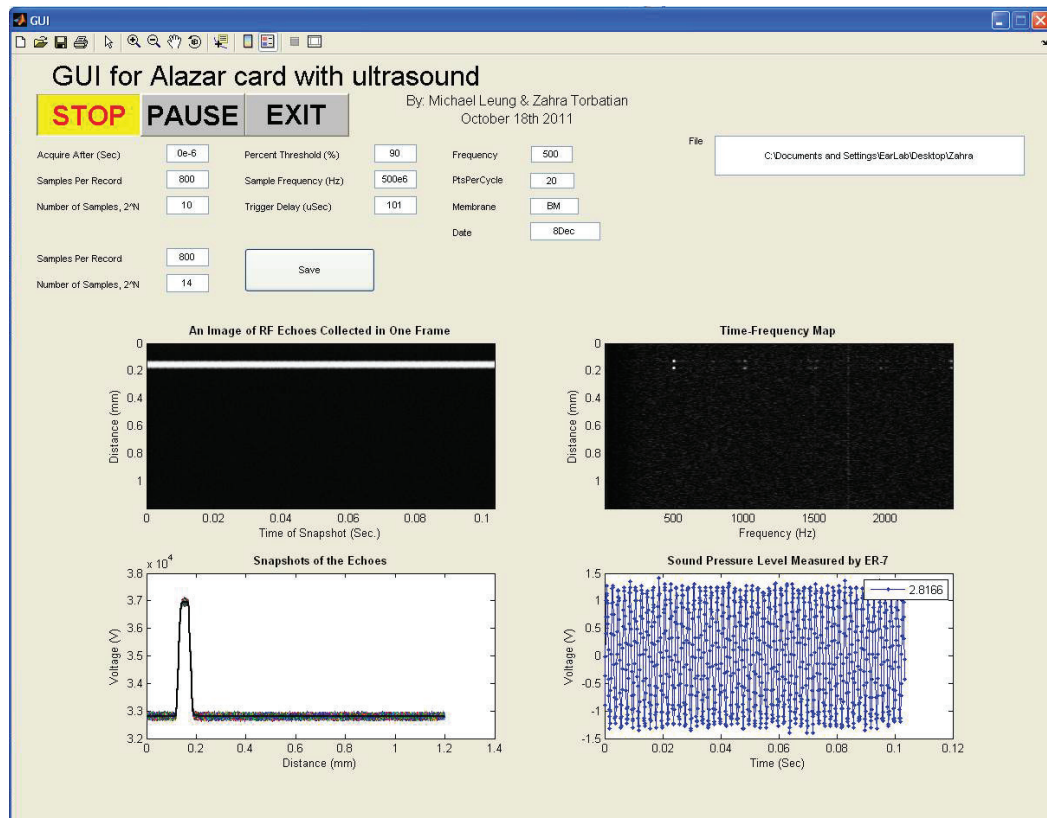 GUI
GUI for Alazar card with ultrasound
STOP PAUSE EXIT
By: Michael Leung & Zahra Torbatian
October 18th 2011
Acquire After (Sec) 0e-6 Percent Threshold (%) 90 Frequency 500 File C:\Documents and Settings\EarLab\Desktop\Zahra
Samples Per Record 800 Sample Frequency (Hz) 500e6 PtsPerCycle 20
Number of Samples, 2^N 10 Trigger Delay (uSec) 101 Membrane BM
Date 8Dec
Samples Per Record 800
Number of Samples, 2^N 14
Save
An Image of RF Echoes Collected in One Frame
0
0.2
0.4
0.6
0.8
1
Distance (mm)
0 0.02 0.04 0.06 0.08 0.1
Time of Snapshot (Sec.)
Time-Frequency Map
0
0.2
0.4
0.6
0.8
1
Distance (mm)
500 1000 1500 2000
Frequency (Hz)
Snapshots of the Echoes
x 10^4
3.8
3.7
3.6
3.5
3.4
3.3
3.2
Voltage (V)
0 0.2 0.4 0.6 0.8 1 1.2 1.4
Distance (mm)
Sound Pressure Level Measured by ER-7
2.8166
1.5
1
0.5
0
-0.5
-1
-1.5
Voltage (V)
0 0.02 0.04 0.06 0.08 0.1 0.12
Time (Sec)